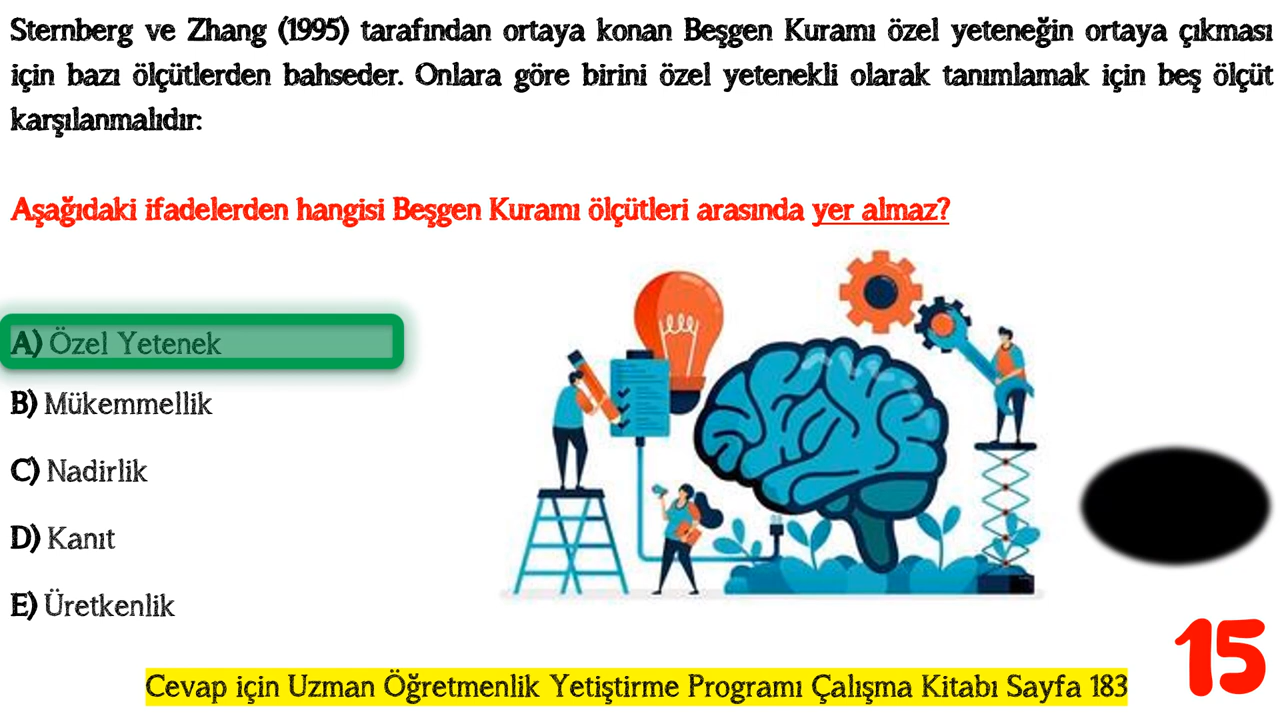 Sternberg ve Zhang (1995) tarafından ortaya konan Beşgen Kuramı özel yeteneğin ortaya çıkması
için bazı ölçütlerden bahseder. Onlara göre birini özel yetenekli olarak tanımlamak için beş ölçüt
karşılanmalıdır:
Aşağıdaki ifadelerden hangisi Beşgen Kuramı ölçütleri arasında yer almaz?
A) Özel Yetenek
B) Mükemmellik
C) Nadirlik
D) Kanıt
E) Üretkenlik
15
Cevap için Uzman Öğretmenlik Yetiştirme Programı Çalışma Kitabı Sayfa 183